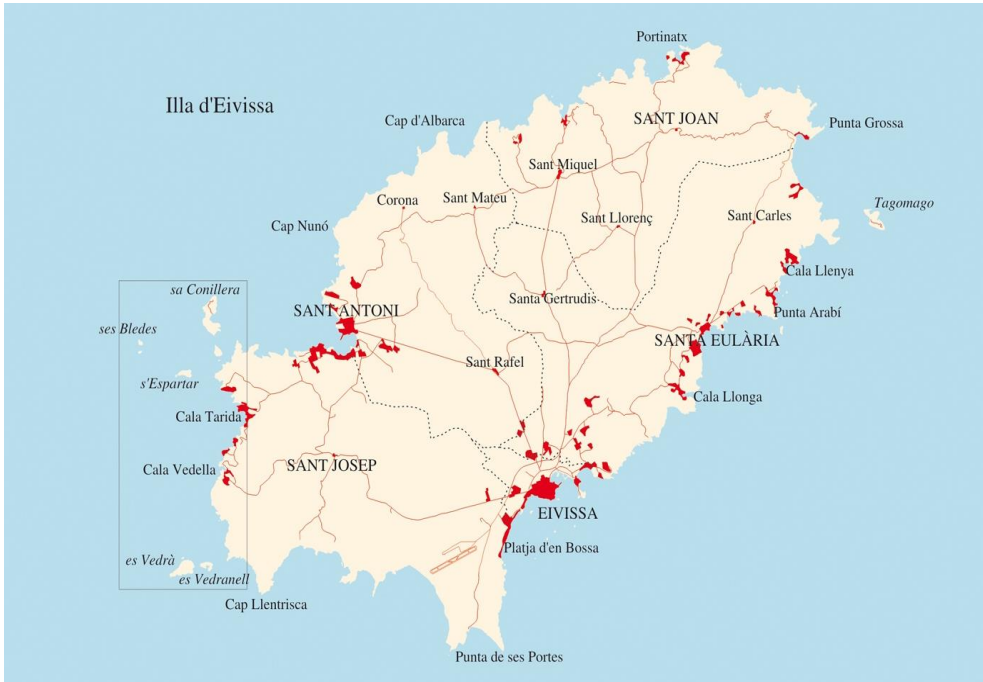 Portinatx
Illa d'Eivissa
Cap d'Albarca
SANT JOAN
Punta Grossa
Sant Miquel
Corona
Sant Mateu
Tagomago
Sant Llorenç
Sant Carles
Cap Nunó
Cala Llenya
sa Conillera
Santa Gertrudis
SANT ANTONI
Punta Arabí
ses Bledes
SANTA EULÀRIA
Sant Rafel
s'Espartar
Cala Llonga
Cala Tarida
SANT JOSEP
Cala Vedella
EIVISSA
Platja d'en Bossa
es Vedrà
es Vedranell
Cap Llentrisca
Punta de ses Portes